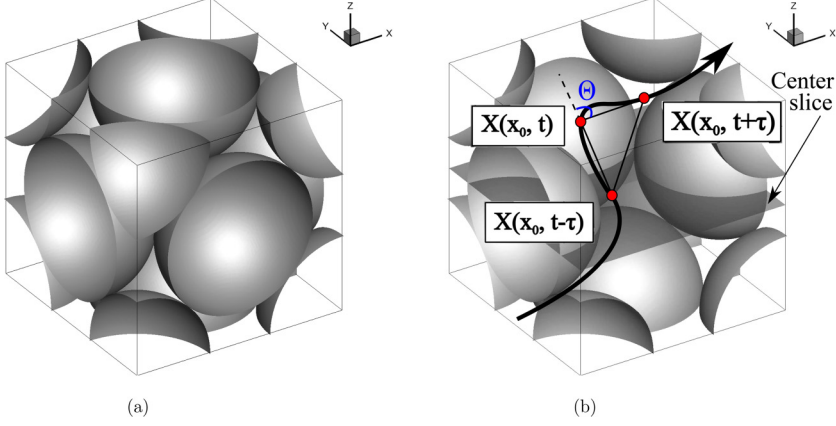 Z
Y
X
(a)
Z
Y
X
Θ
Center
slice
X(x₀, t)
X(x₀, t+τ)
X(x₀, t-τ)
(b)